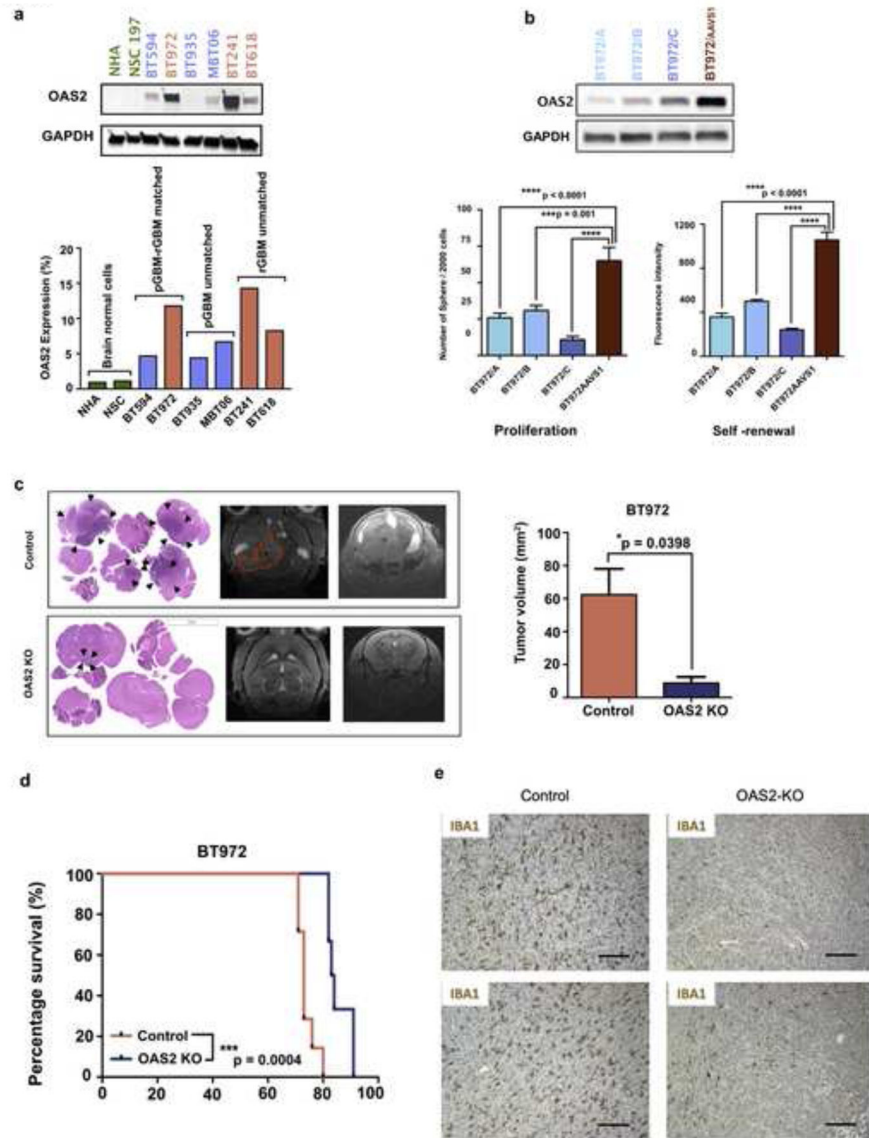 a
NHA
NSC 197
BT594
BT972
BT935
MBT06
BT241
BT618
OAS2
GAPDH
OAS2 Expression (%)
20
15
10
5
0
Brain normal cells
pGBM-rGBM matched
pGBM unmatched
rGBM unmatched
NHA
NSC
BT594
BT972
BT935
MBT06
BT241
BT618
b
BT972/A
BT972/B
BT972/C
BT972/AAVS1
OAS2
GAPDH
Number of Sphere / 2000 cells
100
75
50
25
0
**** p < 0.0001
***p = 0.001
****
BT972/A
BT972/B
BT972/C
BT972AAVS1
Proliferation
Fluorescence intensity
1200
800
400
0
**** p < 0.0001
****
****
BT972/A
BT972/B
BT972/C
BT972AAVS1
Self -renewal
c
Control
OAS2 KO
BT972
Tumor volume (mm²)
100
80
60
40
20
0
* p = 0.0398
Control
OAS2 KO
d
BT972
Percentage survival (%)
100
80
60
40
20
0
Control
OAS2 KO
*** p = 0.0004
0 20 40 60 80 100
e
Control
OAS2-KO
IBA1
IBA1
IBA1
IBA1